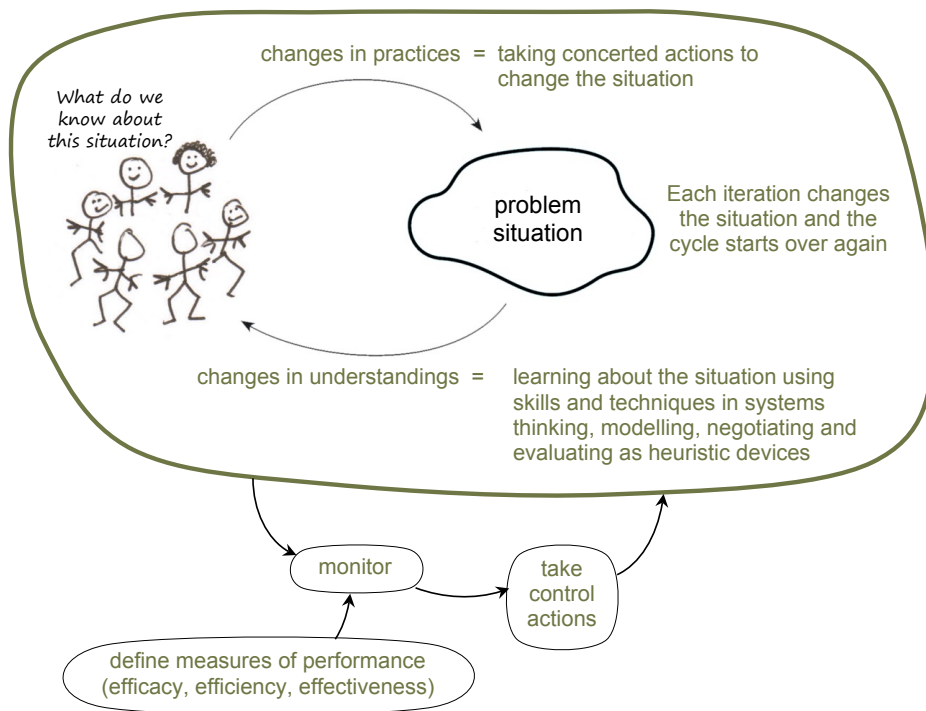 changes in practices = taking concerted actions to
change the situation
What do we
know about
this situation?
problem
situation
Each iteration changes
the situation and the
cycle starts over again
changes in understandings = learning about the situation using
skills and techniques in systems
thinking, modelling, negotiating and
evaluating as heuristic devices
monitor
take
control
actions
define measures of performance
(efficacy, efficiency, effectiveness)